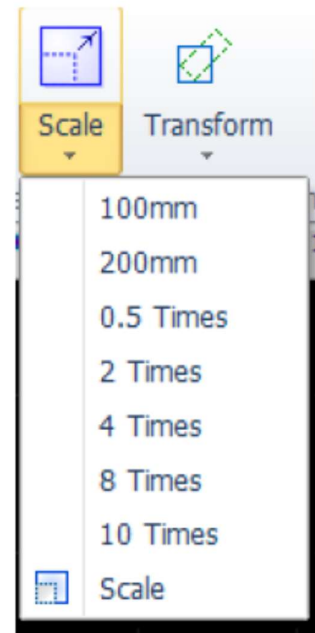 Scale Transform
100mm
200mm
0.5 Times
2 Times
4 Times
8 Times
10 Times
Scale